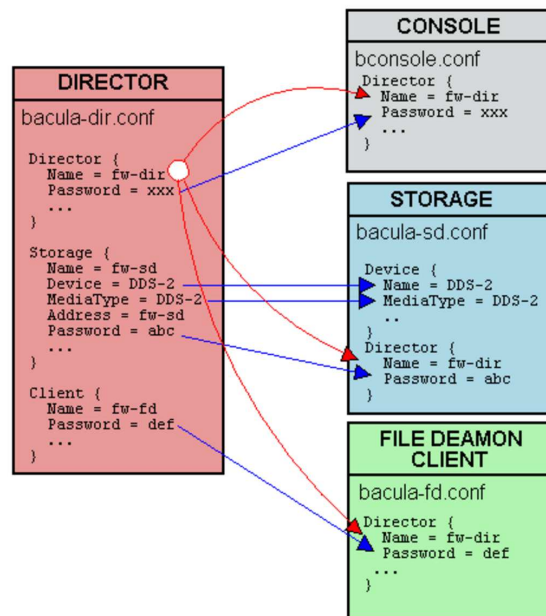 DIRECTOR
bacula-dir.conf
Director {
Name = fw-dir
Password = xxx
...
}
Storage {
Name = fw-sd
Device = DDS-2
MediaType = DDS-2
Address = fw-sd
Password = abc
...
}
Client {
Name = fw-fd
Password = def
...
}
CONSOLE
bconsole.conf
Director {
Name = fw-dir
Password = xxx
...
}
STORAGE
bacula-sd.conf
Device {
Name = DDS-2
MediaType = DDS-2
..
}
Director {
Name = fw-dir
Password = abc
}
FILE DEAMON
CLIENT
bacula-fd.conf
Director {
Name = fw-dir
Password = def
...
}